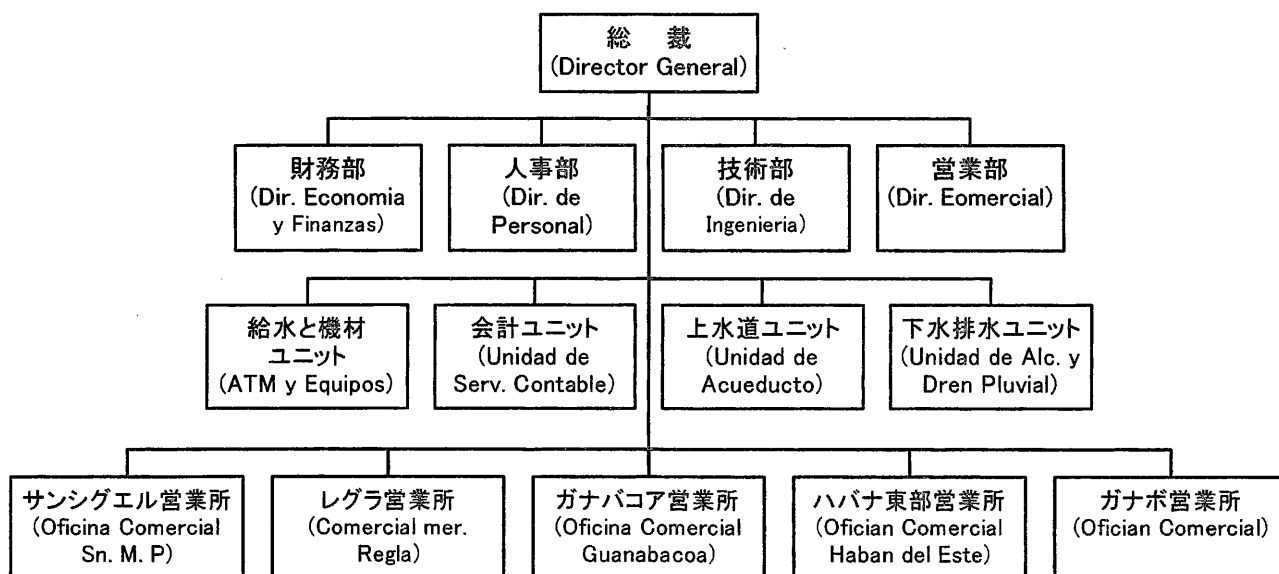 総　裁
(Director General)
財務部
(Dir. Economia
y Finanzas)
人事部
(Dir. de
Personal)
技術部
(Dir. de
Ingenieria)
営業部
(Dir. Eomercial)
給水と機材
ユニット
(ATM y Equipos)
会計ユニット
(Unidad de
Serv. Contable)
上水道ユニット
(Unidad de
Acueducto)
下水排水ユニット
(Unidad de Alc. y
Dren Pluvial)
サンシグエル営業所
(Oficina Comercial
Sn. M. P)
レグラ営業所
(Comercial mer.
Regla)
ガナバコア営業所
(Oficina Comercial
Guanabacoa)
ハバナ東部営業所
(Ofician Comercial
Haban del Este)
ガナボ営業所
(Ofician Comercial)